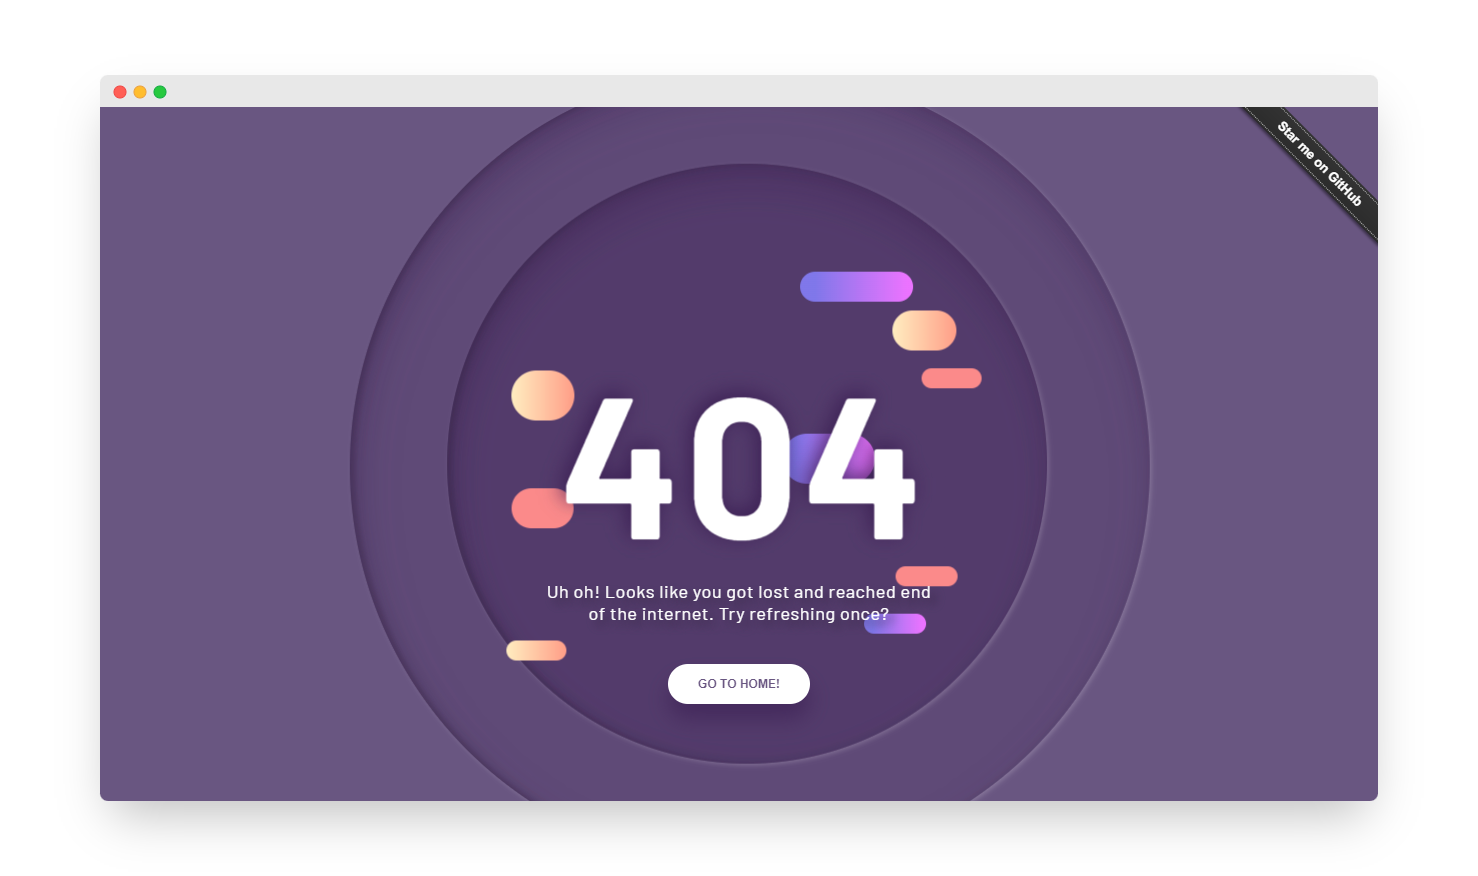 Star me on GitHub
404
Uh oh! Looks like you got lost and reached end
of the internet. Try refreshing once?
GO TO HOME!